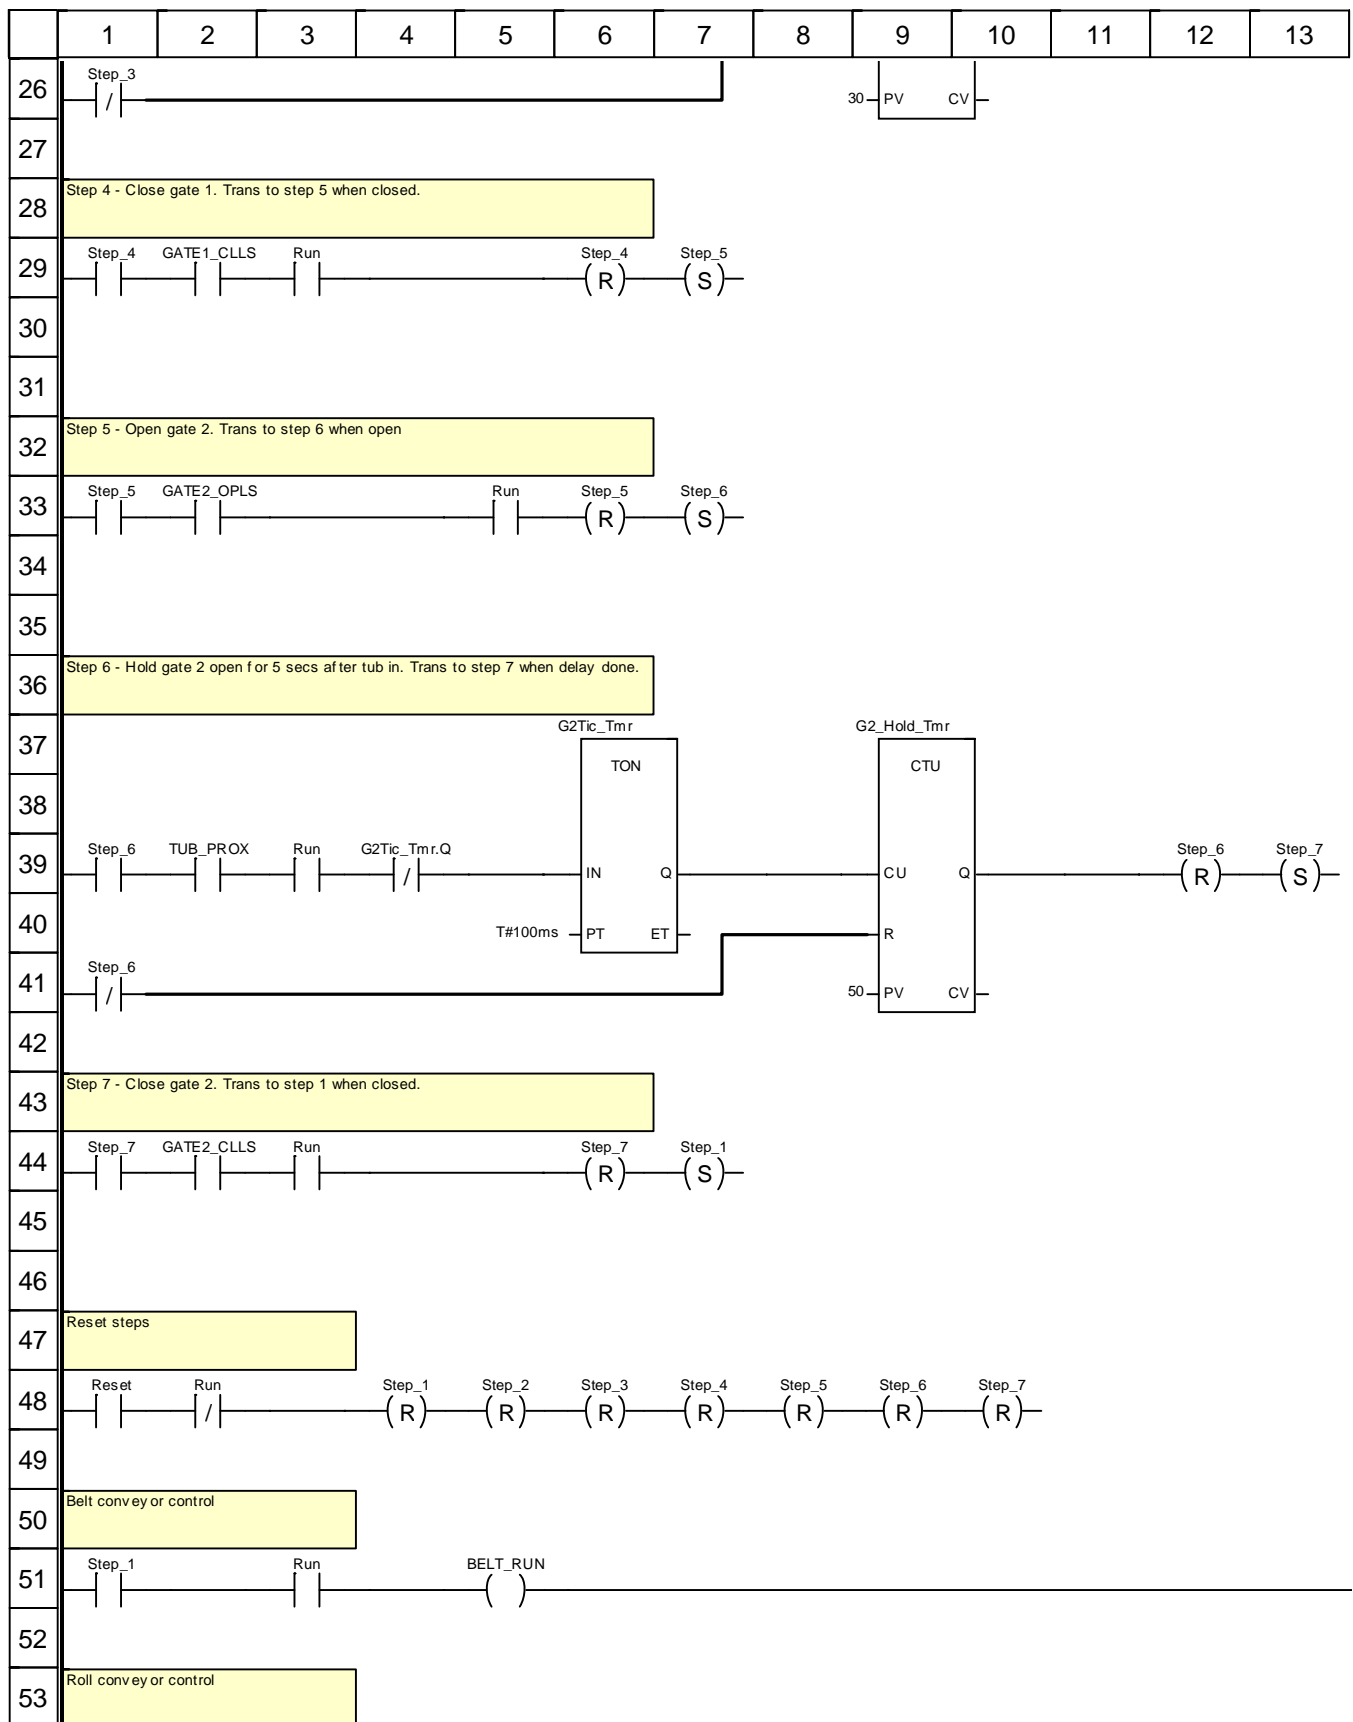 1 2 3 4 5 6 7 8 9 10 11 12 13
26 Step_3 / 30 PV CV
27
28 Step 4 - Close gate 1. Trans to step 5 when closed.
Step_4 GATE1_CLLS Run Step_4 Step_5
29 R S
30
31
32 Step 5 - Open gate 2. Trans to step 6 when open
Step_5 GATE2_OPLS Run Step_5 Step_6
33 R S
34
35
36 Step 6 - Hold gate 2 open for 5 secs after tub in. Trans to step 7 when delay done.
G2Tic_Tmr G2_Hold_Tmr
37 TON CTU
38
Step_6 TUB_PROX Run G2Tic_Tmr.Q Step_6 Step_7
39 / IN Q CU Q R S
40 T#100ms PT ET R
Step_6
41 / 50 PV CV
42
43 Step 7 - Close gate 2. Trans to step 1 when closed.
Step_7 GATE2_CLLS Run Step_7 Step_1
44 R S
45
46
47 Reset steps
Reset Run Step_1 Step_2 Step_3 Step_4 Step_5 Step_6 Step_7
48 / R R R R R R R
49
50 Belt conveyor control
Step_1 Run BELT_RUN
51
52
53 Roll conveyor control